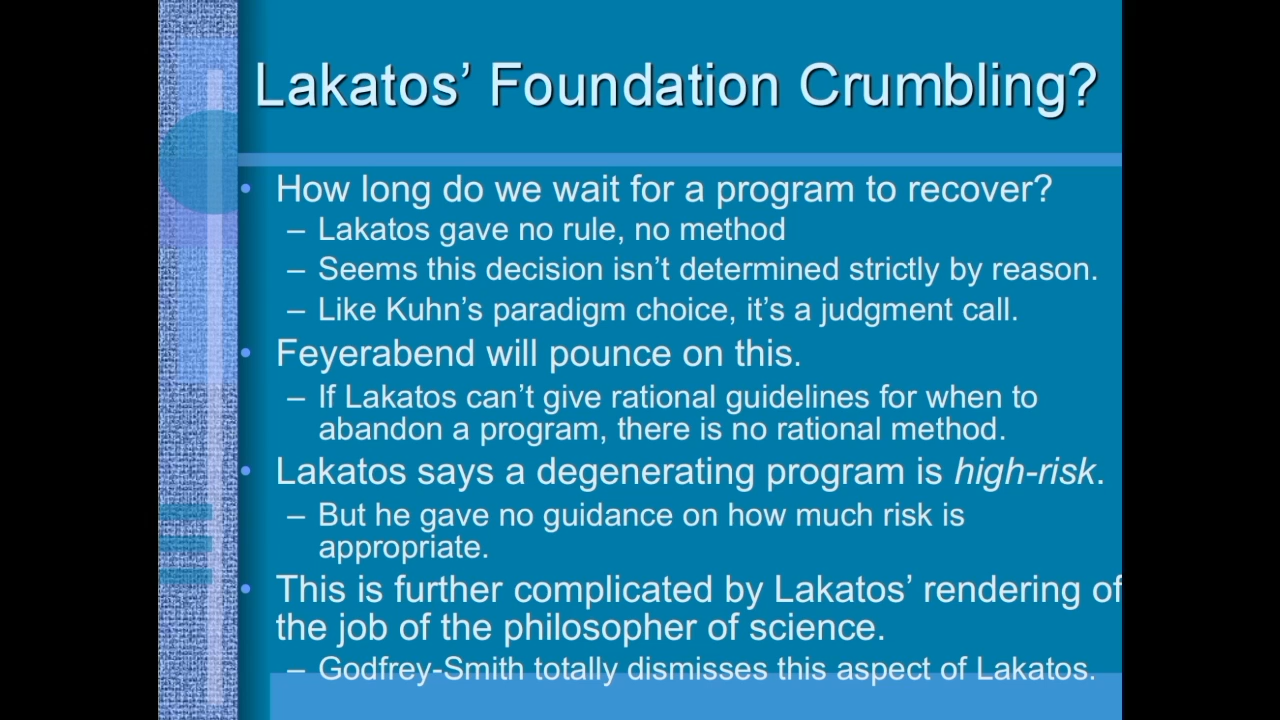 Lakatos’ Foundation Crumbling?
• How long do we wait for a program to recover?
– Lakatos gave no rule, no method
– Seems this decision isn’t determined strictly by reason.
– Like Kuhn’s paradigm choice, it’s a judgment call.
• Feyerabend will pounce on this.
– If Lakatos can’t give rational guidelines for when to
abandon a program, there is no rational method.
• Lakatos says a degenerating program is high-risk.
– But he gave no guidance on how much risk is
appropriate.
• This is further complicated by Lakatos’ rendering of
the job of the philosopher of science.
– Godfrey-Smith totally dismisses this aspect of Lakatos.